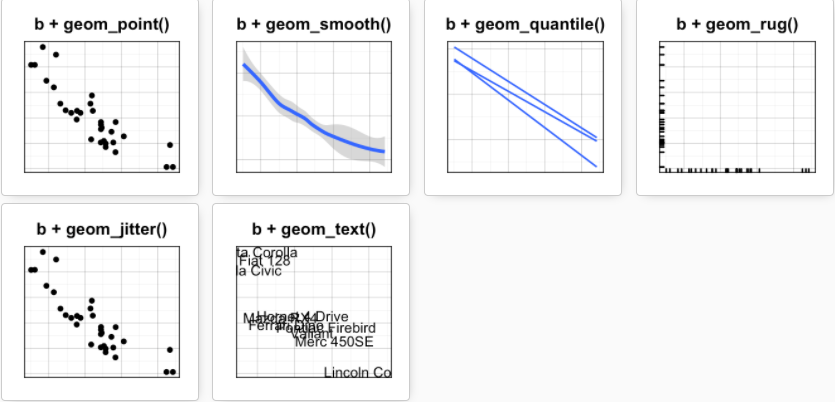 b + geom_point()
b + geom_smooth()
b + geom_quantile()
b + geom_rug()
b + geom_jitter()
b + geom_text()
ta Corolla
Fiat 128
la Civic
Hornet 4 Drive
Mazda RX4
Ferrari Dino
Pontiac Firebird
Valiant
Merc 450SE
Lincoln Co